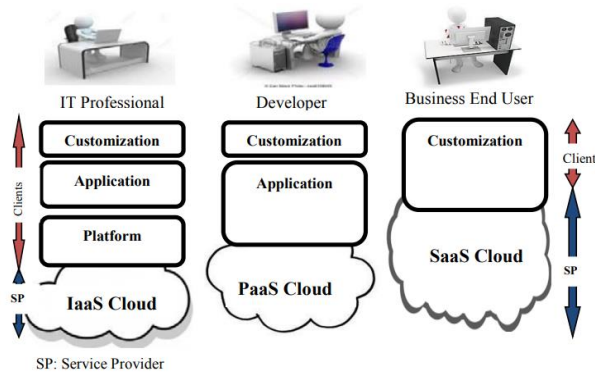 IT Professional
Developer
Business End User
Customization
Customization
Customization
Application
Application
Platform
IaaS Cloud
PaaS Cloud
SaaS Cloud
Clients
SP
Client
SP
SP: Service Provider